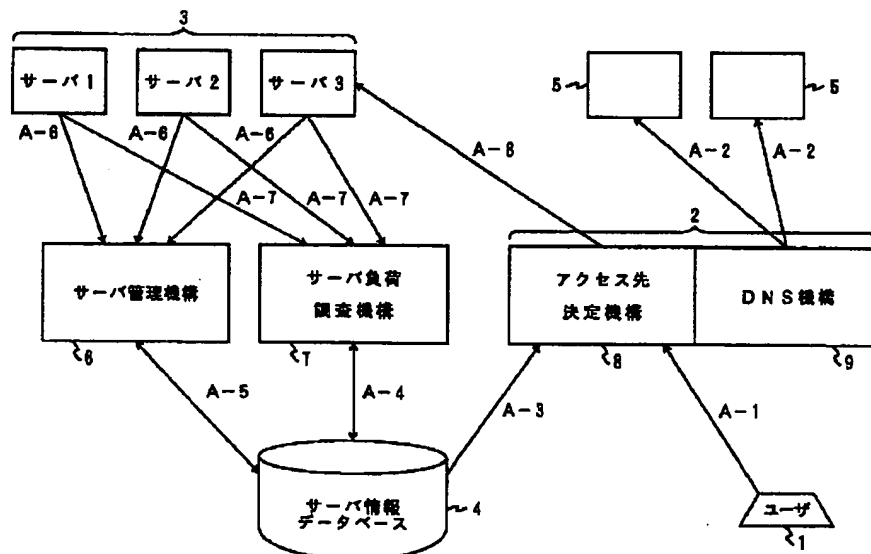 3
サーバ1
サーバ2
サーバ3
5
5
A-6
A-6
A-6
A-8
A-2
A-2
A-7
A-7
A-7
2
サーバ管理機構
サーバ負荷
調査機構
アクセス先
決定機構
DNS機構
6
7
8
9
A-5
A-4
A-3
A-1
サーバ情報
データベース
4
ユーザ
1